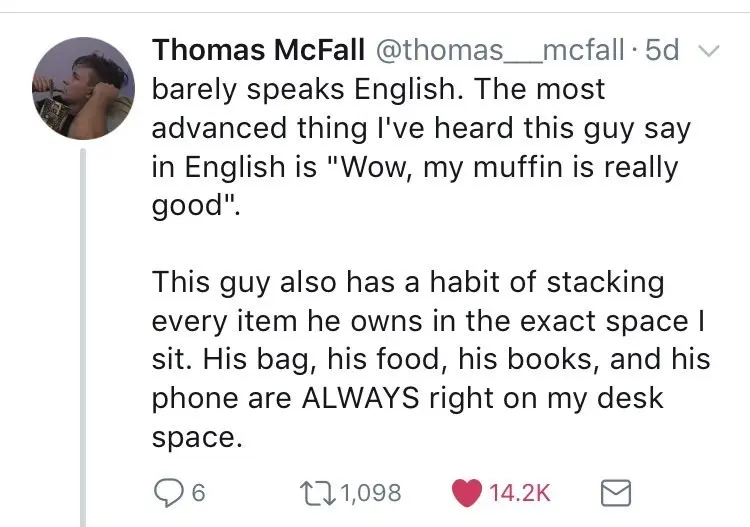 Thomas McFall @thomas__mcfall · 5d
barely speaks English. The most
advanced thing I've heard this guy say
in English is "Wow, my muffin is really
good".
This guy also has a habit of stacking
every item he owns in the exact space I
sit. His bag, his food, his books, and his
phone are ALWAYS right on my desk
space.
6 1,098 14.2K